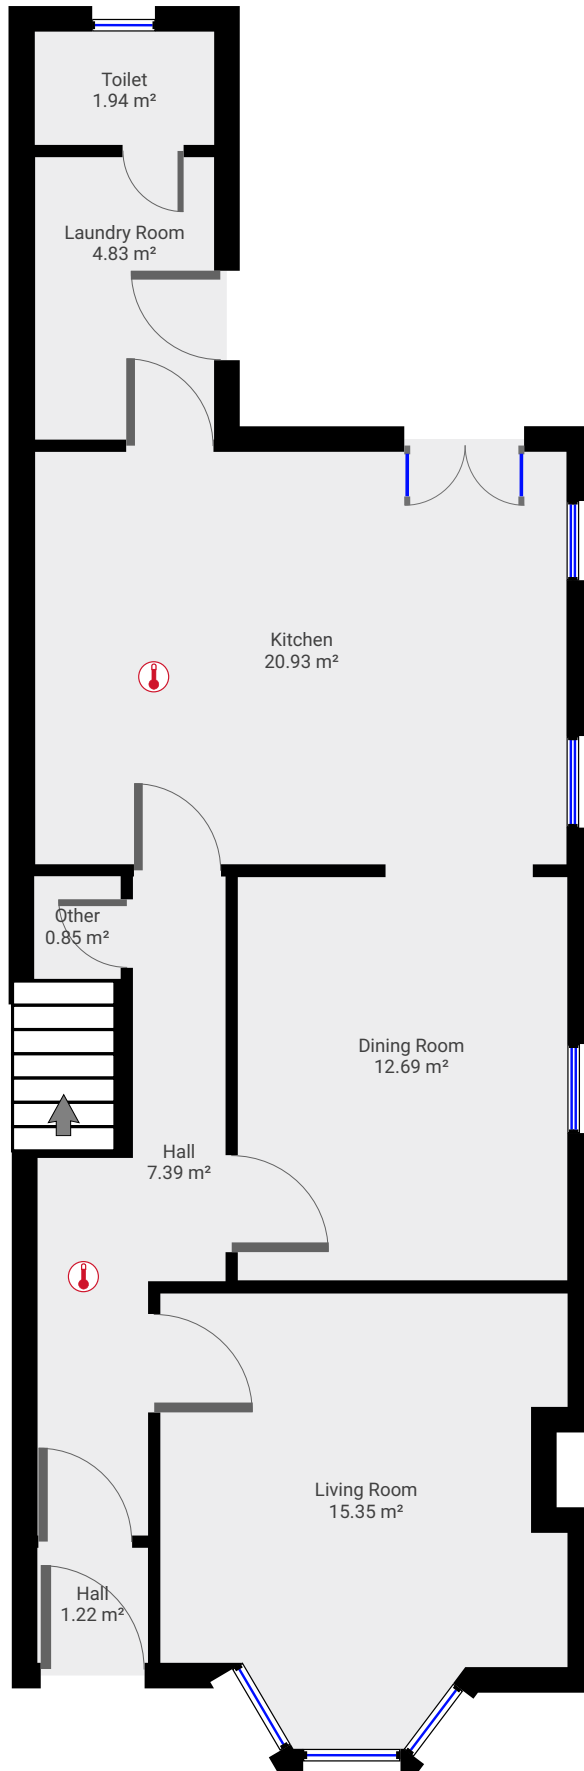 Toilet
1.94 m²
Laundry Room
4.83 m²
Kitchen
20.93 m²
Other
0.85 m²
Dining Room
12.69 m²
Hall
7.39 m²
Living Room
15.35 m²
Hall
1.22 m²